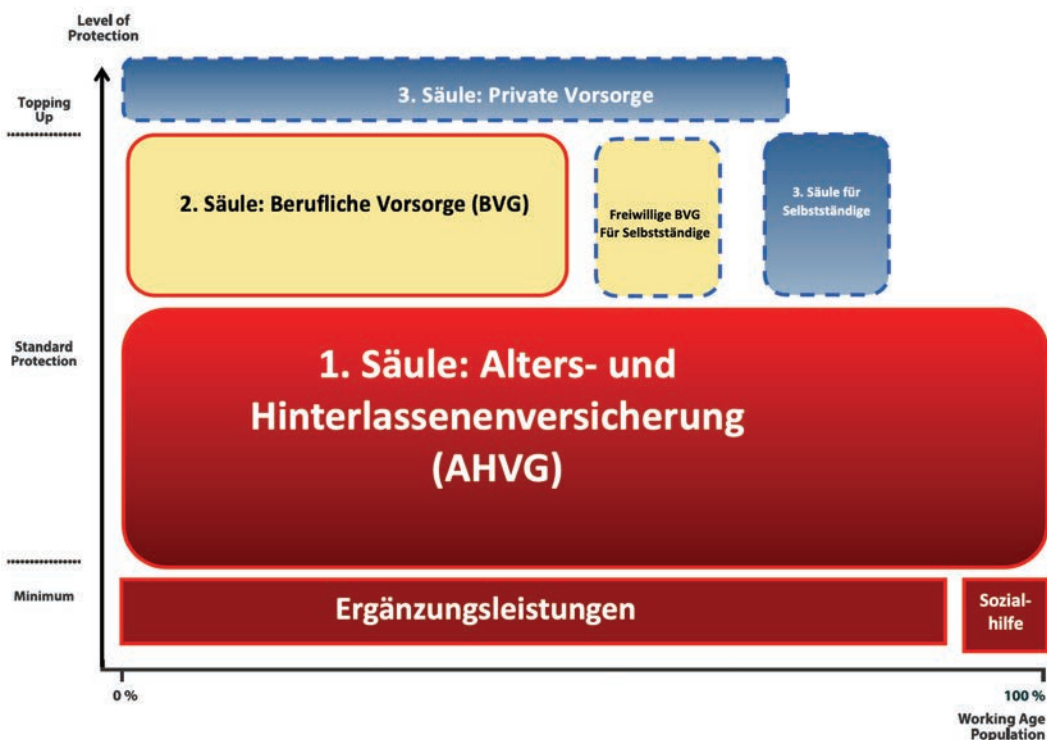 Level of
Protection
Topping
Up
3. Säule: Private Vorsorge
2. Säule: Berufliche Vorsorge (BVG)
Freiwillige BVG
Für Selbstständige
3. Säule für
Selbstständige
Standard
Protection
1. Säule: Alters- und
Hinterlassenenversicherung
(AHVG)
Minimum
Ergänzungsleistungen
Sozial-
hilfe
0 %
100 %
Working Age
Population